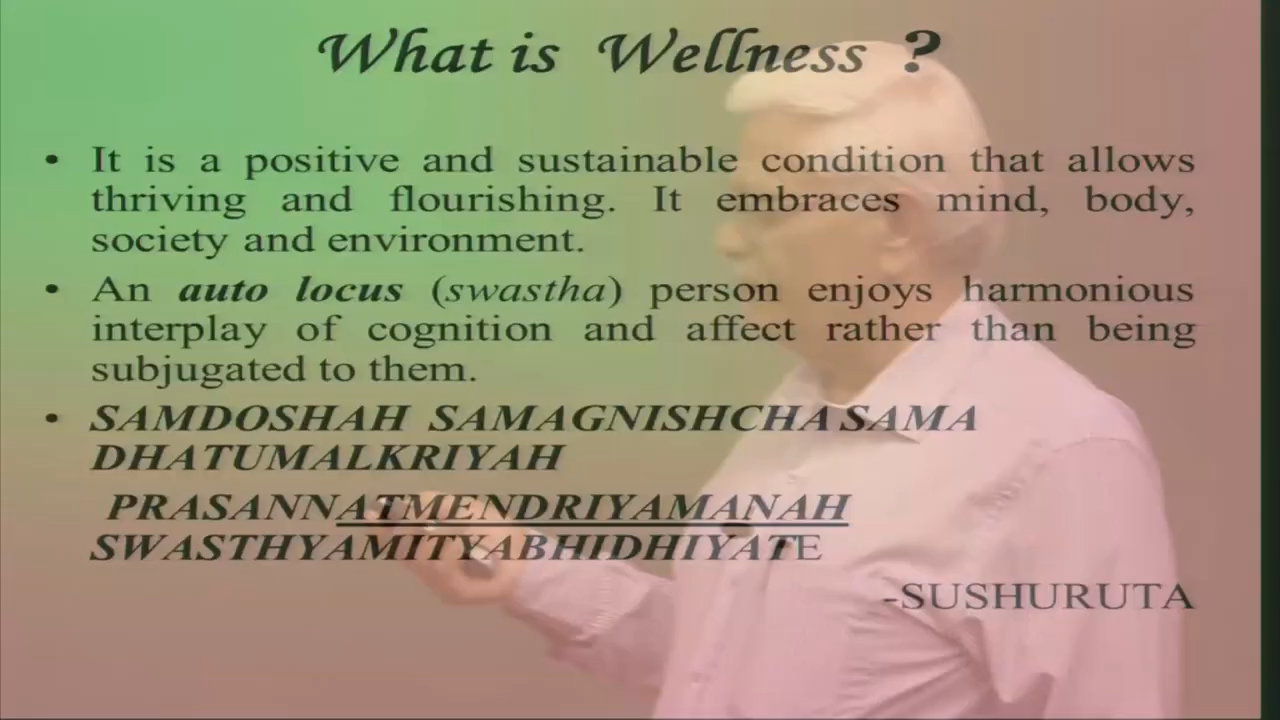 What is Wellness ?
• It is a positive and sustainable condition that allows
thriving and flourishing. It embraces mind, body,
society and environment.
• An auto locus (swastha) person enjoys harmonious
interplay of cognition and affect rather than being
subjugated to them.
• SAMDOSHAH SAMAGNISHCHA SAMA
DHATUMALKRIYAH
PRASANNATMENDRIYAMANAH
SWASTHYAMITYABHIDHIYATE
-SUSHURUTA